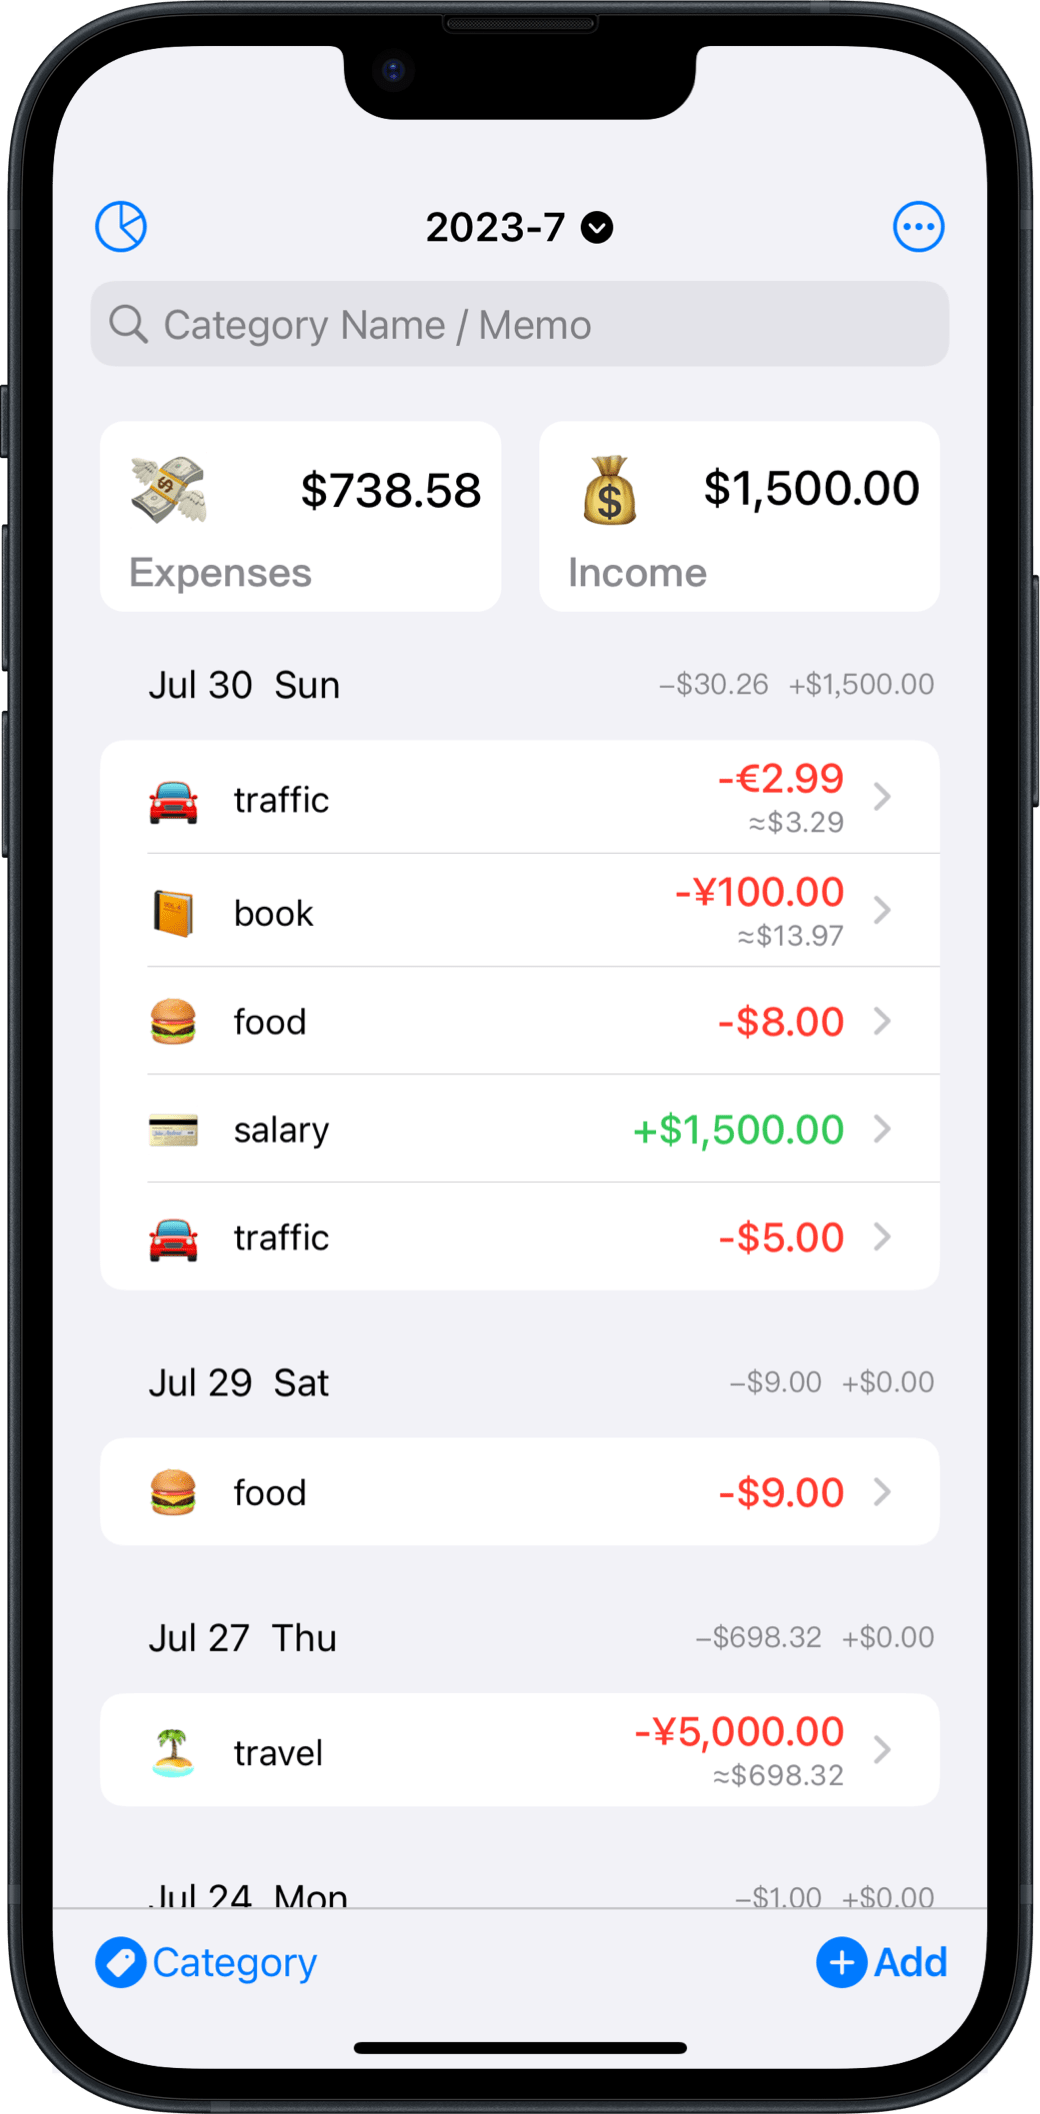 2023-7
Category Name / Memo
$738.58
Expenses
$1,500.00
Income
Jul 30 Sun –$30.26 +$1,500.00
traffic -€2.99
≈$3.29
book -¥100.00
≈$13.97
food -$8.00
salary +$1,500.00
traffic -$5.00
Jul 29 Sat –$9.00 +$0.00
food -$9.00
Jul 27 Thu –$698.32 +$0.00
travel -¥5,000.00
≈$698.32
Jul 24 Mon –$1.00 +$0.00
Category
Add